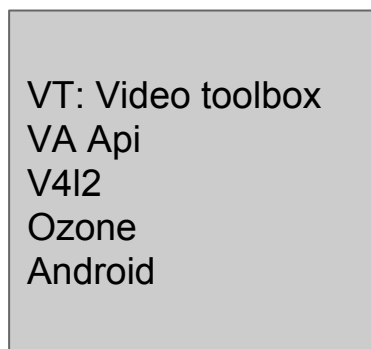 VT: Video toolbox
VA Api
V4l2
Ozone
Android